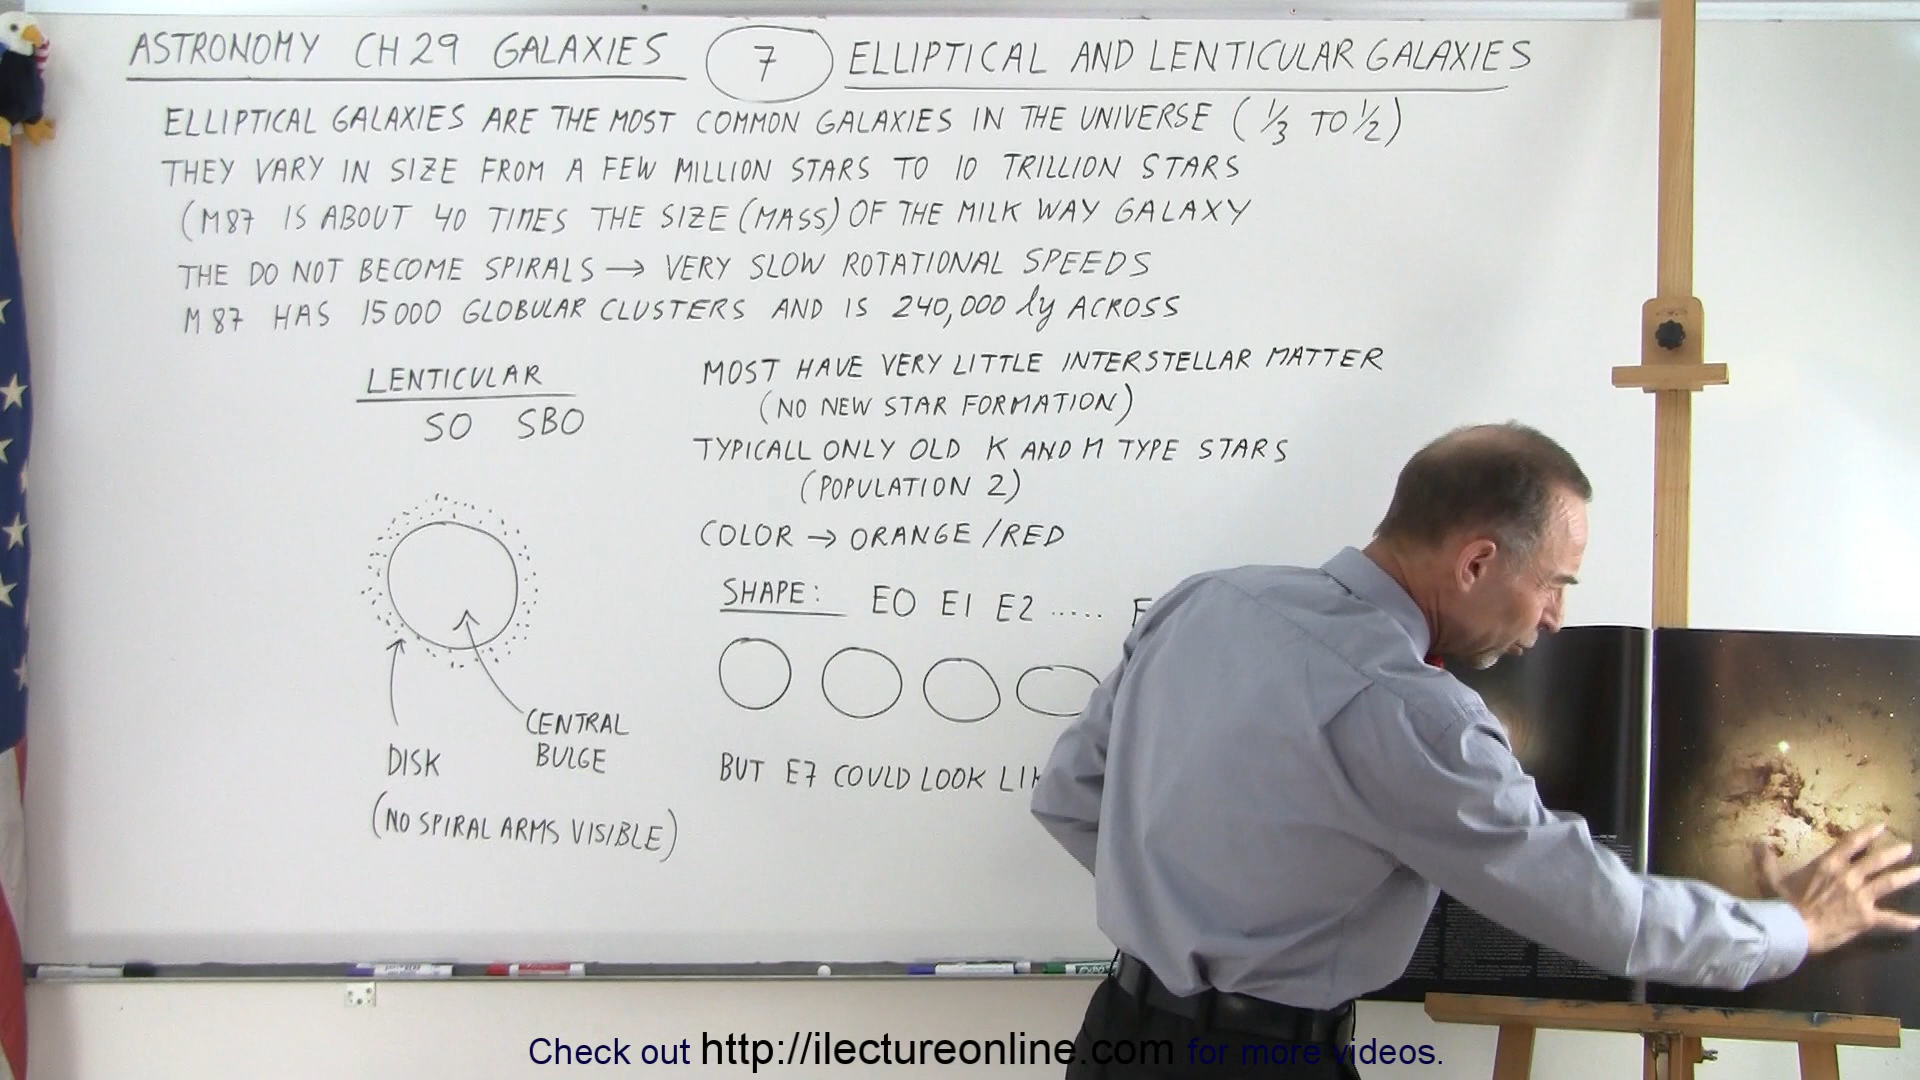 ASTRONOMY CH 29 GALAXIES 7 ELLIPTICAL AND LENTICULAR GALAXIES
ELLIPTICAL GALAXIES ARE THE MOST COMMON GALAXIES IN THE UNIVERSE (1/3 TO 1/2)
THEY VARY IN SIZE FROM A FEW MILLION STARS TO 10 TRILLION STARS
(M87 IS ABOUT 40 TIMES THE SIZE (MASS) OF THE MILK WAY GALAXY
THE DO NOT BECOME SPIRALS → VERY SLOW ROTATIONAL SPEEDS
M87 HAS 15000 GLOBULAR CLUSTERS AND IS 240,000 ly ACROSS
LENTICULAR
SO SBO
DISK
CENTRAL
BULGE
(NO SPIRAL ARMS VISIBLE)
MOST HAVE VERY LITTLE INTERSTELLAR MATTER
(NO NEW STAR FORMATION)
TYPICALL ONLY OLD K AND M TYPE STARS
(POPULATION 2)
COLOR → ORANGE/RED
SHAPE: E0 E1 E2 .....
BUT E7 COULD LOOK
Check out http://ilectureonline.com for more videos.